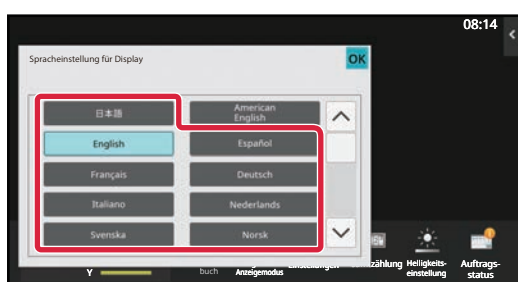 08:14
Spracheinstellung für Display
OK
日本語
American
English
English
Español
Français
Deutsch
Italiano
Nederlands
Svenska
Norsk
Y
buch
Anzeigemodus
zählung
Helligkeits-
einstellung
Auftrags-
status